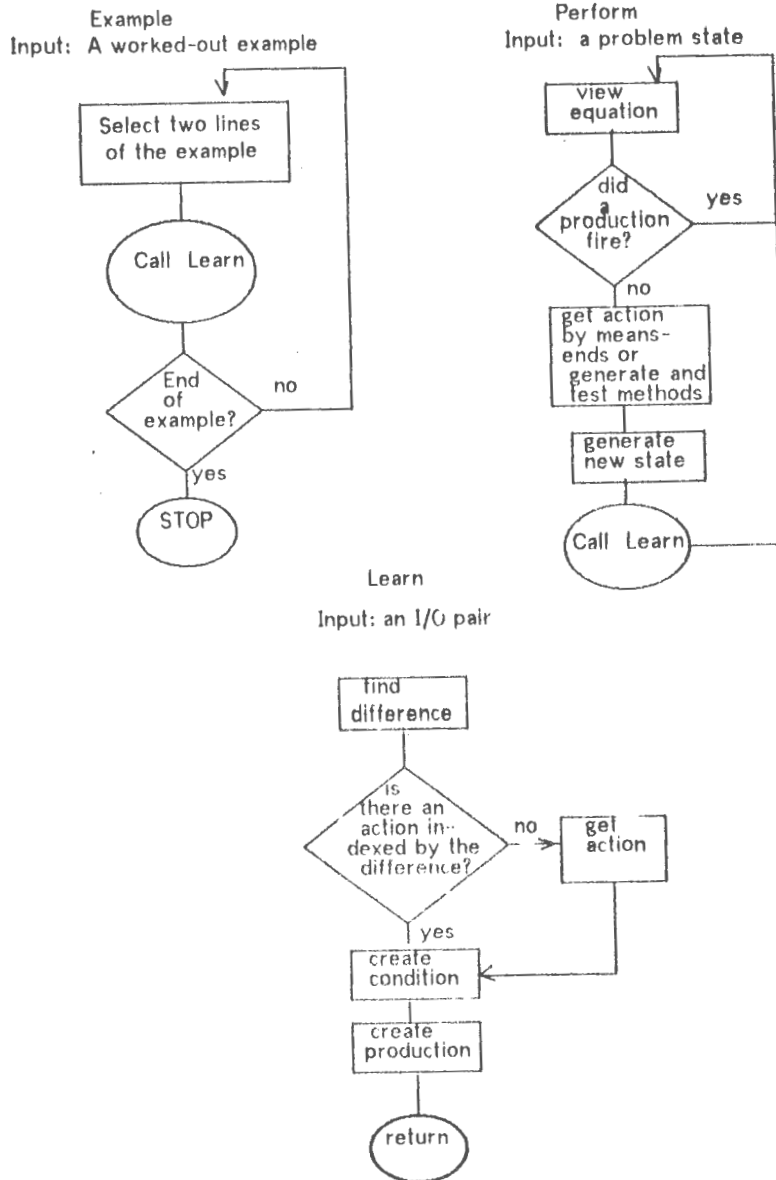 Example
Input: A worked-out example
Select two lines
of the example
Call Learn
End
of
example?
no
yes
STOP
Perform
Input: a problem state
view
equation
did
a
production
fire?
yes
no
get action
by means-
ends or
generate and
test methods
generate
new state
Call Learn
Learn
Input: an I/O pair
find
difference
is
there an
action in-
dexed by the
difference?
no
get
action
yes
create
condition
create
production
return